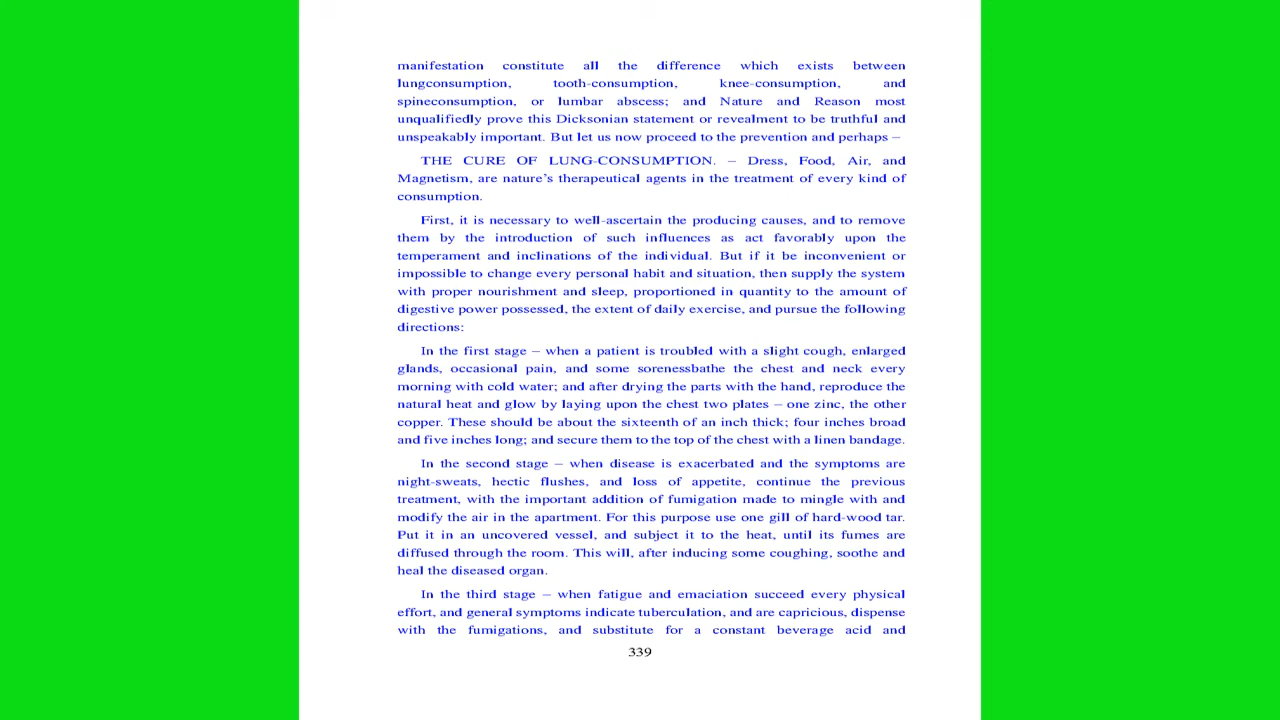 manifestation constitute all the difference which exists between
lungconsumption, tooth-consumption, knee-consumption, and
spineconsumption, or lumbar abscess; and Nature and Reason most
unqualifiedly prove this Dicksonian statement or revealment to be truthful and
unspeakably important. But let us now proceed to the prevention and perhaps –
THE CURE OF LUNG-CONSUMPTION. – Dress, Food, Air, and
Magnetism, are nature's therapeutical agents in the treatment of every kind of
consumption.
First, it is necessary to well-ascertain the producing causes, and to remove
them by the introduction of such influences as act favorably upon the
temperament and inclinations of the individual. But if it be inconvenient or
impossible to change every personal habit and situation, then supply the system
with proper nourishment and sleep, proportioned in quantity to the amount of
digestive power possessed, the extent of daily exercise, and pursue the following
directions:
In the first stage – when a patient is troubled with a slight cough, enlarged
glands, occasional pain, and some sorenessbathe the chest and neck every
morning with cold water; and after drying the parts with the hand, reproduce the
natural heat and glow by laying upon the chest two plates – one zinc, the other
copper. These should be about the sixteenth of an inch thick; four inches broad
and five inches long; and secure them to the top of the chest with a linen bandage.
In the second stage – when disease is exacerbated and the symptoms are
night-sweats, hectic flushes, and loss of appetite, continue the previous
treatment, with the important addition of fumigation made to mingle with and
modify the air in the apartment. For this purpose use one gill of hard-wood tar.
Put it in an uncovered vessel, and subject it to the heat, until its fumes are
diffused through the room. This will, after inducing some coughing, soothe and
heal the diseased organ.
In the third stage – when fatigue and emaciation succeed every physical
effort, and general symptoms indicate tuberculation, and are capricious, dispense
with the fumigations, and substitute for a constant beverage acid and
339